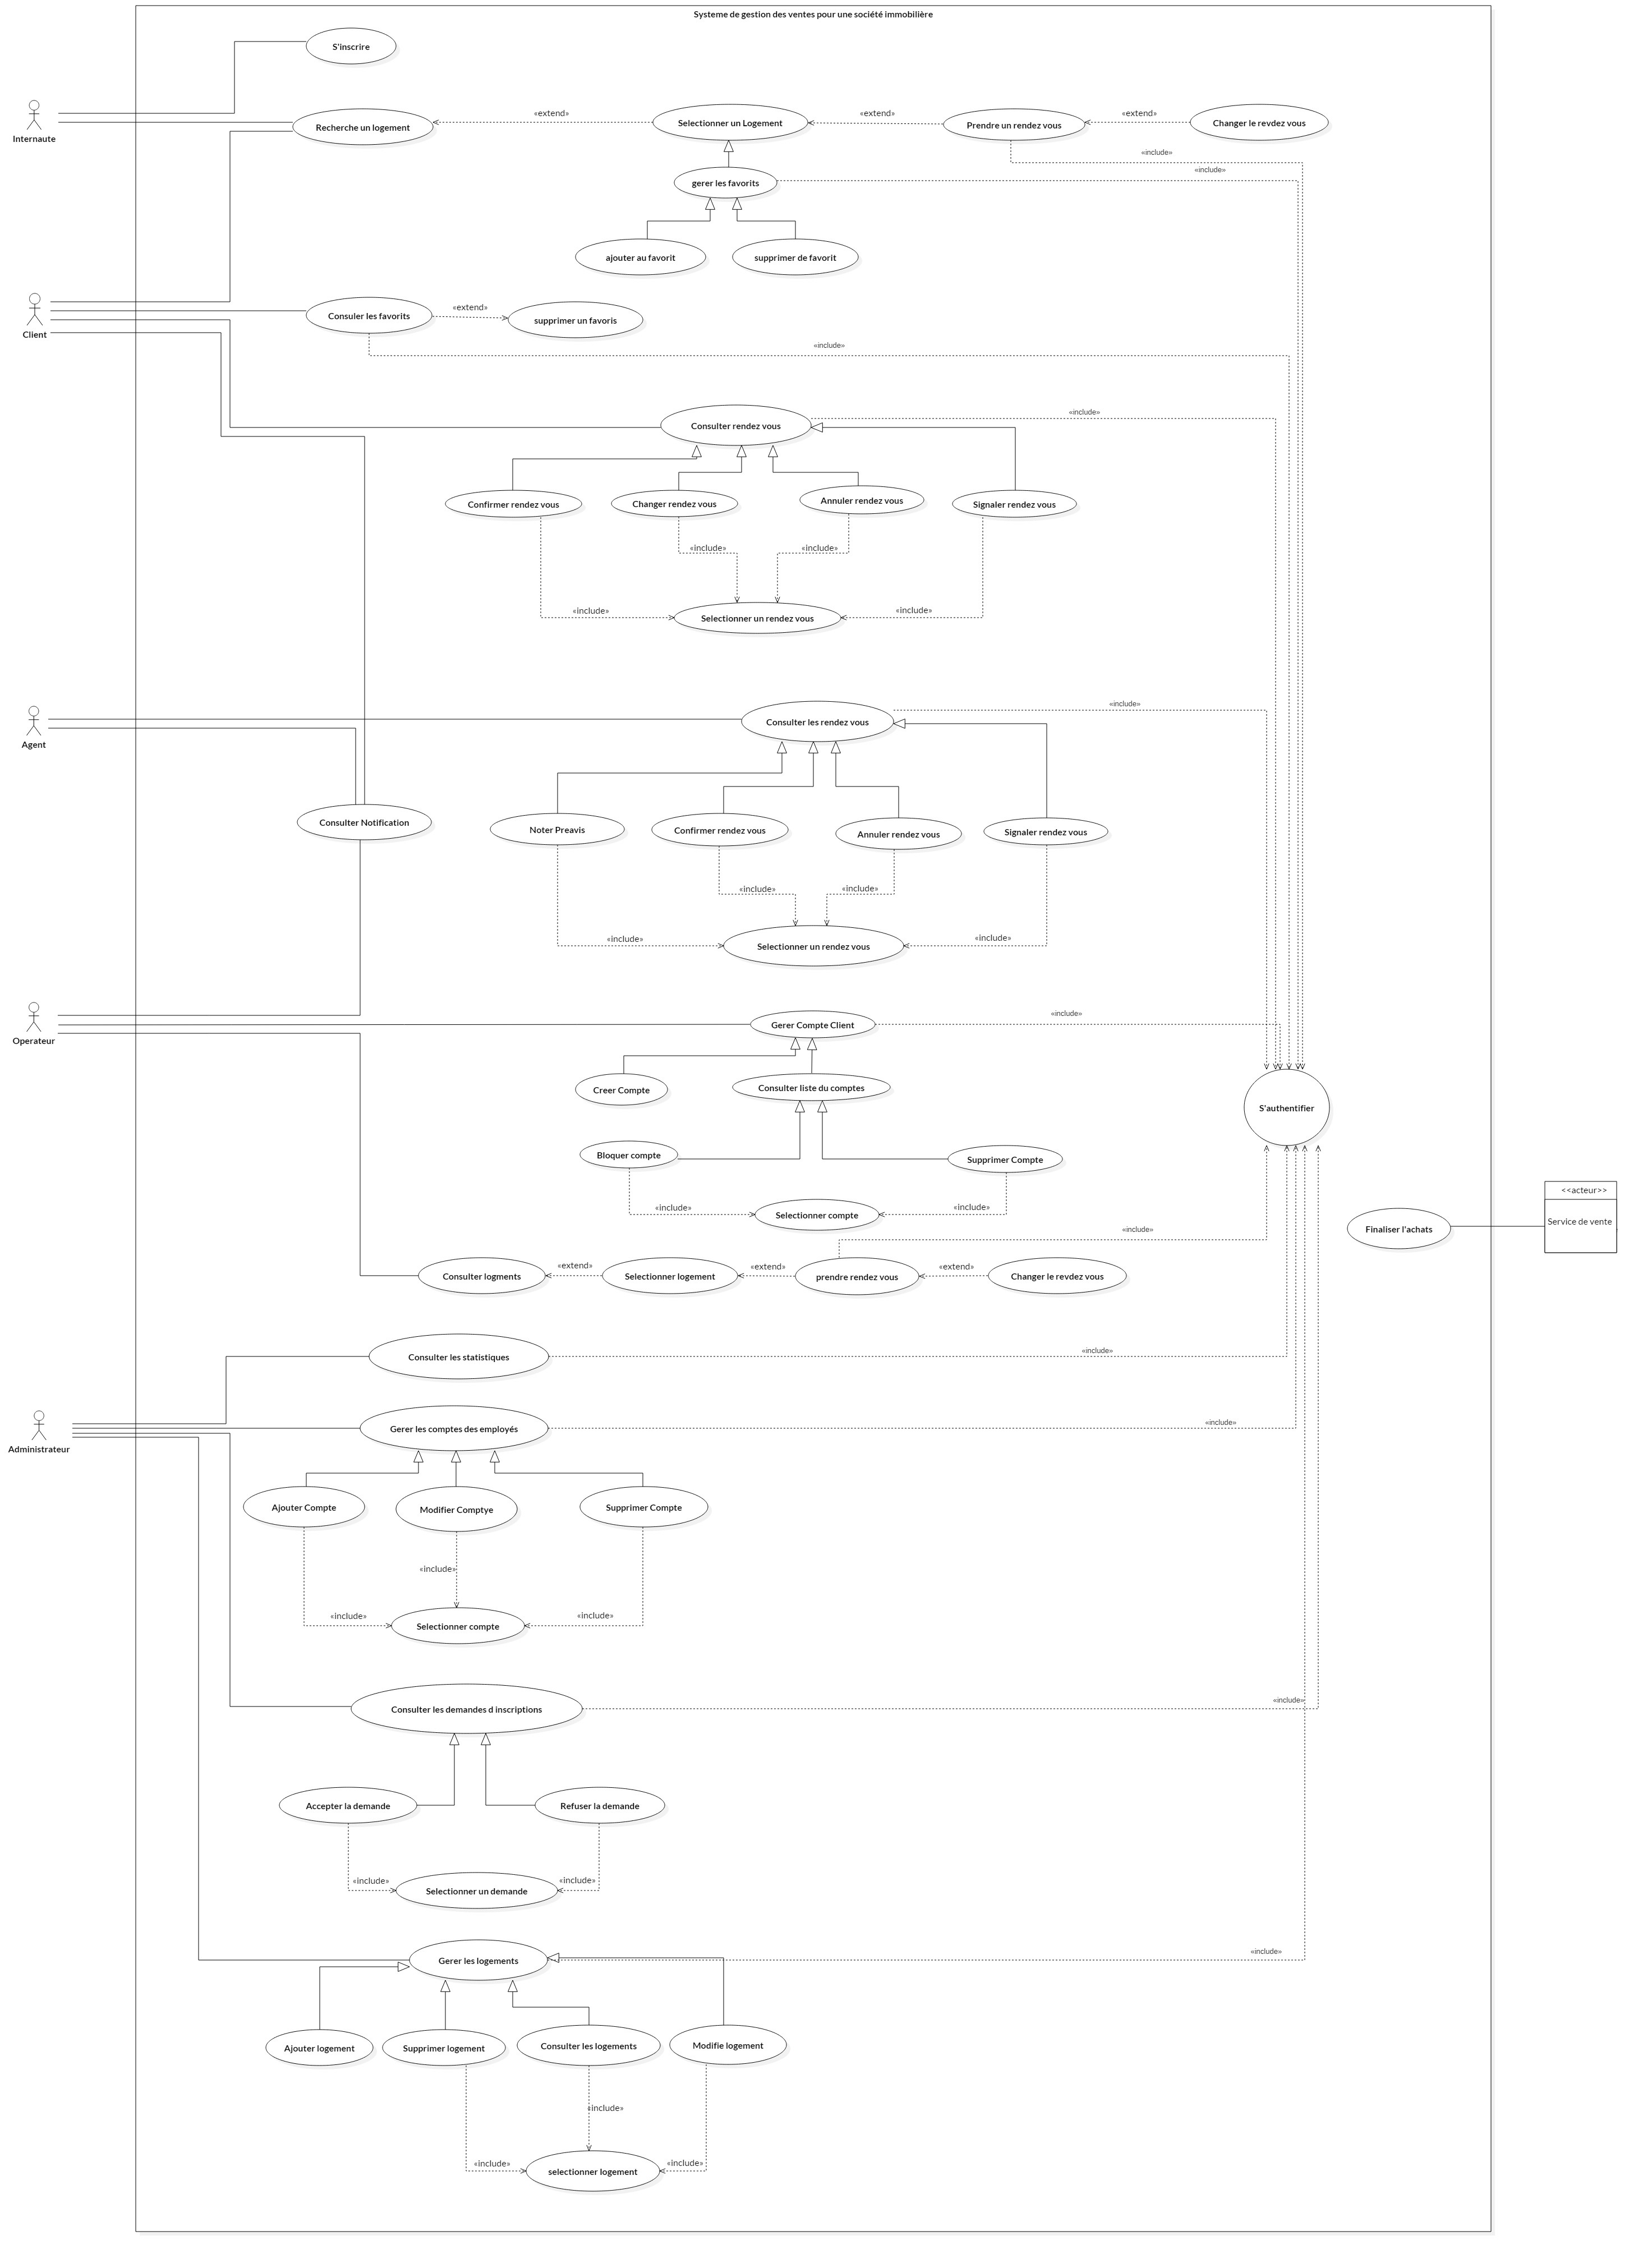 Systeme de gestion des ventes pour une société immobilière
S'inscrire
Internaute
Recherche un logement
«extend»
Selectionner un Logement
«extend»
Prendre un rendez vous
«extend»
Changer le revdez vous
«include»
«include»
gerer les favorits
ajouter au favorit
supprimer de favorit
Client
Consuler les favorits
«extend»
supprimer un favoris
«include»
Consulter rendez vous
«include»
Confirmer rendez vous
Changer rendez vous
Annuler rendez vous
Signaler rendez vous
«include»
«include»
«include»
Selectionner un rendez vous
«include»
Agent
Consulter les rendez vous
«include»
Consulter Notification
Noter Preavis
Confirmer rendez vous
Annuler rendez vous
Signaler rendez vous
«include»
«include»
«include»
Selectionner un rendez vous
«include»
Operateur
Gerer Compte Client
«include»
Creer Compte
Consulter liste du comptes
S'authentifier
Bloquer compte
Supprimer Compte
«include»
Selectionner compte
«include»
<<acteur>>
Service de vente
Finaliser l'achats
«include»
Consulter logments
«extend»
Selectionner logement
«extend»
prendre rendez vous
«extend»
Changer le revdez vous
Consulter les statistiques
«include»
Administrateur
Gerer les comptes des employés
«include»
Ajouter Compte
Modifier Comptye
Supprimer Compte
«include»
«include»
«include»
Selectionner compte
Consulter les demandes d inscriptions
«include»
Accepter la demande
Refuser la demande
«include»
«include»
Selectionner un demande
Gerer les logements
«include»
Ajouter logement
Supprimer logement
Consulter les logements
Modifie logement
«include»
«include»
«include»
selectionner logement